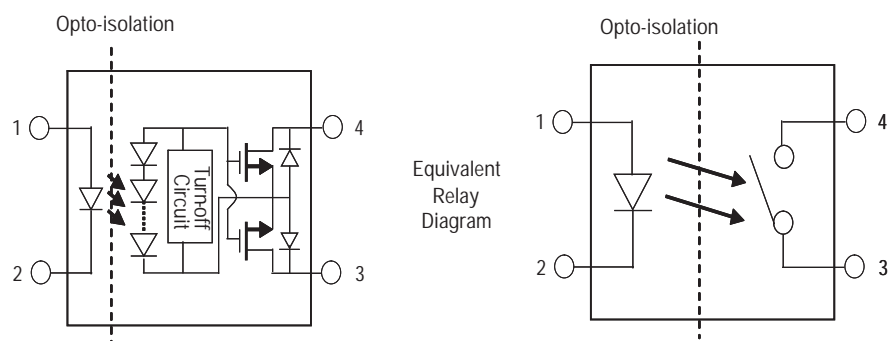 Opto-isolation
1
4
Turn-off
Circuit
2
3
Equivalent
Relay
Diagram
Opto-isolation
1
4
2
3